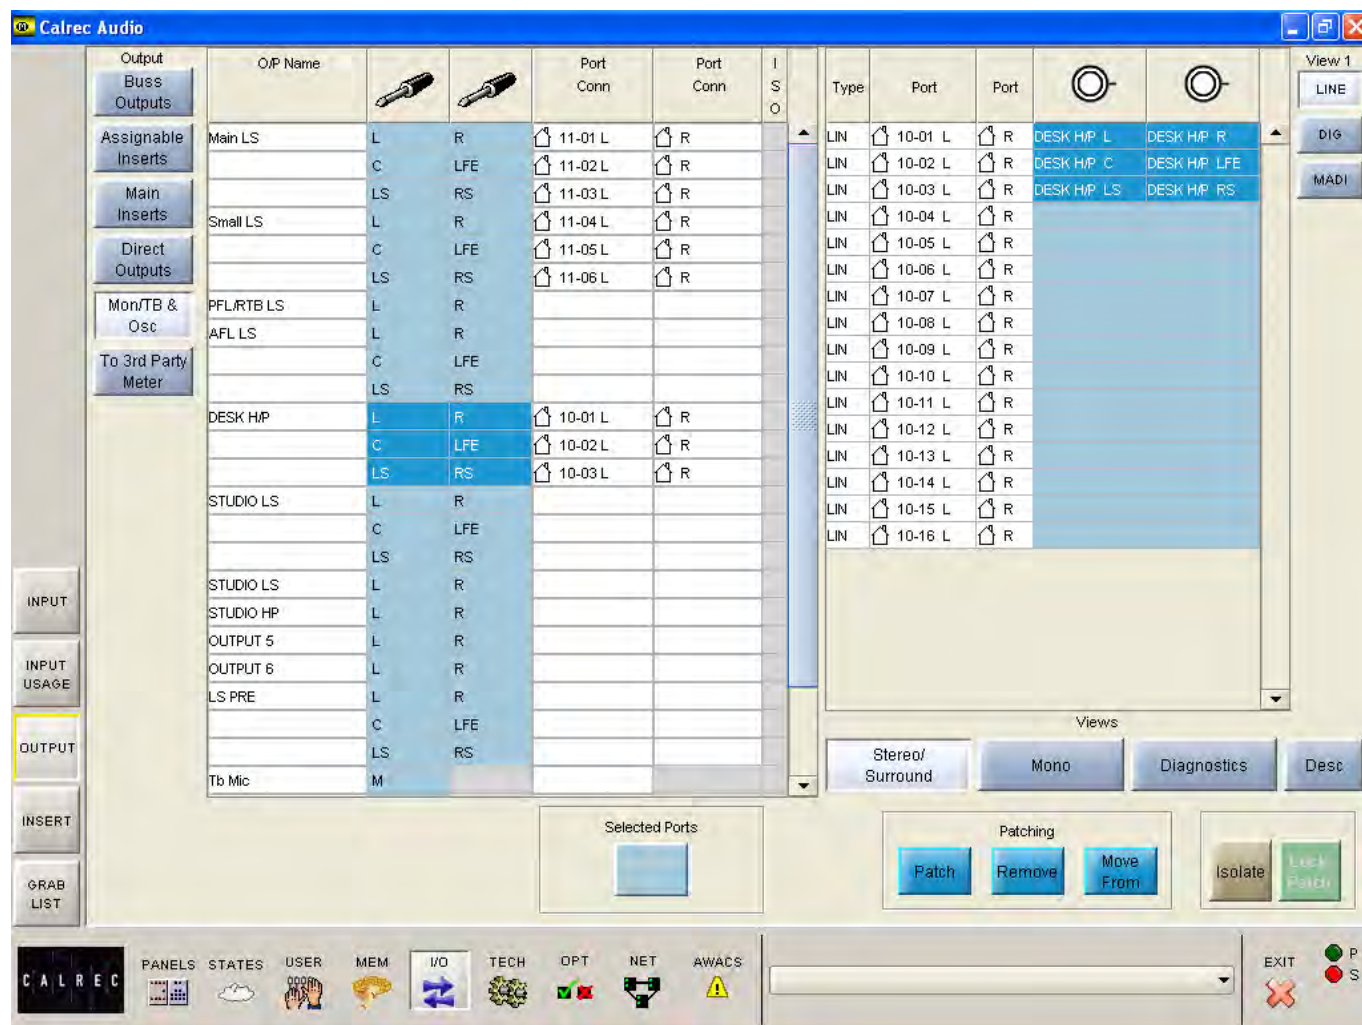 Calrec Audio
Output
Buss Outputs
Assignable Inserts
Main Inserts
Direct Outputs
Mon/TB & Osc
To 3rd Party Meter
INPUT
INPUT USAGE
OUTPUT
INSERT
GRAB LIST
O/P Name Port Conn Port Conn I S O
Main LS L R 11-01 L R
C LFE 11-02 L R
LS RS 11-03 L R
Small LS L R 11-04 L R
C LFE 11-05 L R
LS RS 11-06 L R
PFL/RTB LS L R
AFL LS L R
C LFE
LS RS
DESK H/P L R 10-01 L R
C LFE 10-02 L R
LS RS 10-03 L R
STUDIO LS L R
C LFE
LS RS
STUDIO LS L R
STUDIO HP L R
OUTPUT 5 L R
OUTPUT 6 L R
LS PRE L R
C LFE
LS RS
Tb Mic M
Type Port Port
LIN 10-01 L R DESK H/P L DESK H/P R
LIN 10-02 L R DESK H/P C DESK H/P LFE
LIN 10-03 L R DESK H/P LS DESK H/P RS
LIN 10-04 L R
LIN 10-05 L R
LIN 10-06 L R
LIN 10-07 L R
LIN 10-08 L R
LIN 10-09 L R
LIN 10-10 L R
LIN 10-11 L R
LIN 10-12 L R
LIN 10-13 L R
LIN 10-14 L R
LIN 10-15 L R
LIN 10-16 L R
View 1
LINE
DIG
MADI
Views
Stereo/ Surround Mono Diagnostics Desc
Selected Ports
Patching
Patch Remove Move From
Isolate Lock Patch
CALREC PANELS STATES USER MEM I/O TECH OPT NET AWACS EXIT P
S